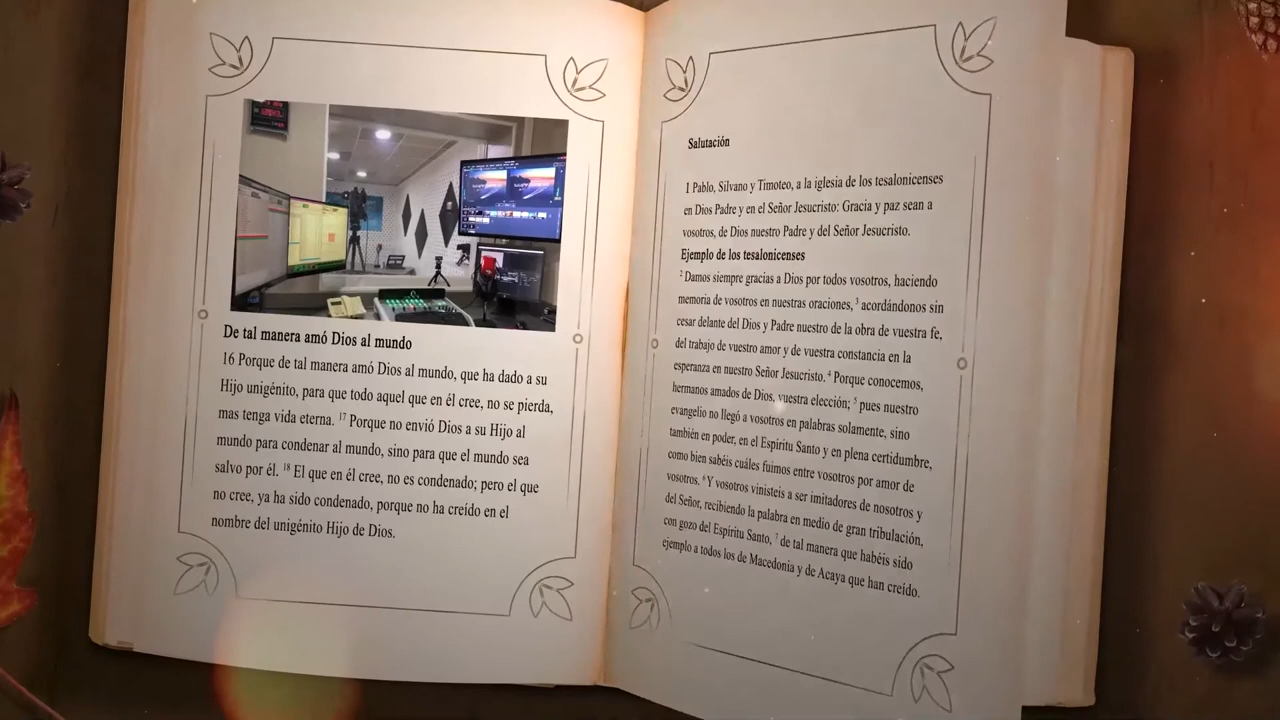 De tal manera amó Dios al mundo
16 Porque de tal manera amó Dios al mundo, que ha dado a su
Hijo unigénito, para que todo aquel que en él cree, no se pierda,
mas tenga vida eterna. 17 Porque no envió Dios a su Hijo al
mundo para condenar al mundo, sino para que el mundo sea
salvo por él. 18 El que en él cree, no es condenado; pero el que
no cree, ya ha sido condenado, porque no ha creído en el
nombre del unigénito Hijo de Dios.
Salutación
1 Pablo, Silvano y Timoteo, a la iglesia de los tesalonicenses
en Dios Padre y en el Señor Jesucristo: Gracia y paz sean a
vosotros, de Dios nuestro Padre y del Señor Jesucristo.
Ejemplo de los tesalonicenses
2 Damos siempre gracias a Dios por todos vosotros, haciendo
memoria de vosotros en nuestras oraciones, 3 acordándonos sin
cesar delante del Dios y Padre nuestro de la obra de vuestra fe,
del trabajo de vuestro amor y de vuestra constancia en la
esperanza en nuestro Señor Jesucristo. 4 Porque conocemos,
hermanos amados de Dios, vuestra elección; 5 pues nuestro
evangelio no llegó a vosotros en palabras solamente, sino
también en poder, en el Espíritu Santo y en plena certidumbre,
como bien sabéis cuáles fuimos entre vosotros por amor de
vosotros. 6 Y vosotros vinisteis a ser imitadores de nosotros y
del Señor, recibiendo la palabra en medio de gran tribulación,
con gozo del Espíritu Santo, 7 de tal manera que habéis sido
ejemplo a todos los de Macedonia y de Acaya que han creído.